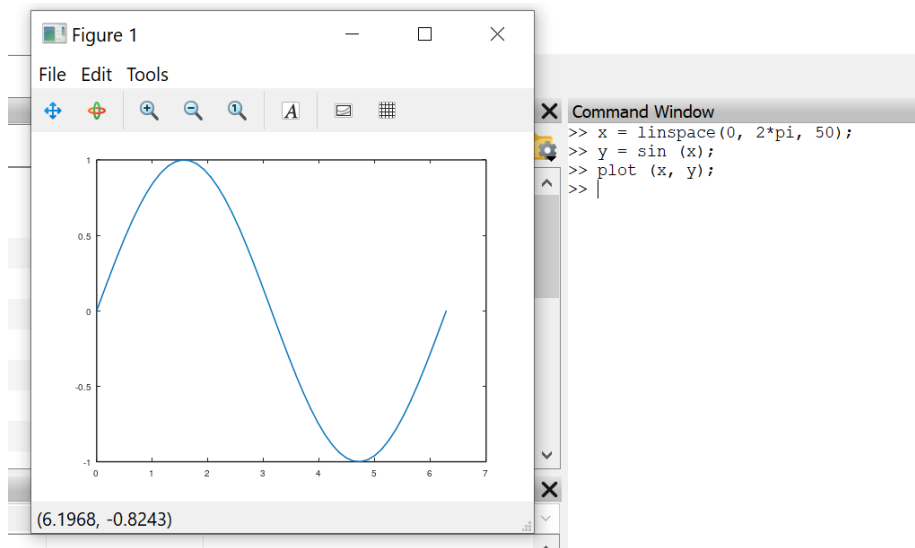 Figure 1
File Edit Tools
1
A
1
0.5
0
-0.5
-1
0 1 2 3 4 5 6 7
(6.1968, -0.8243)
Command Window
>> x = linspace(0, 2*pi, 50);
>> y = sin (x);
>> plot (x, y);
>>